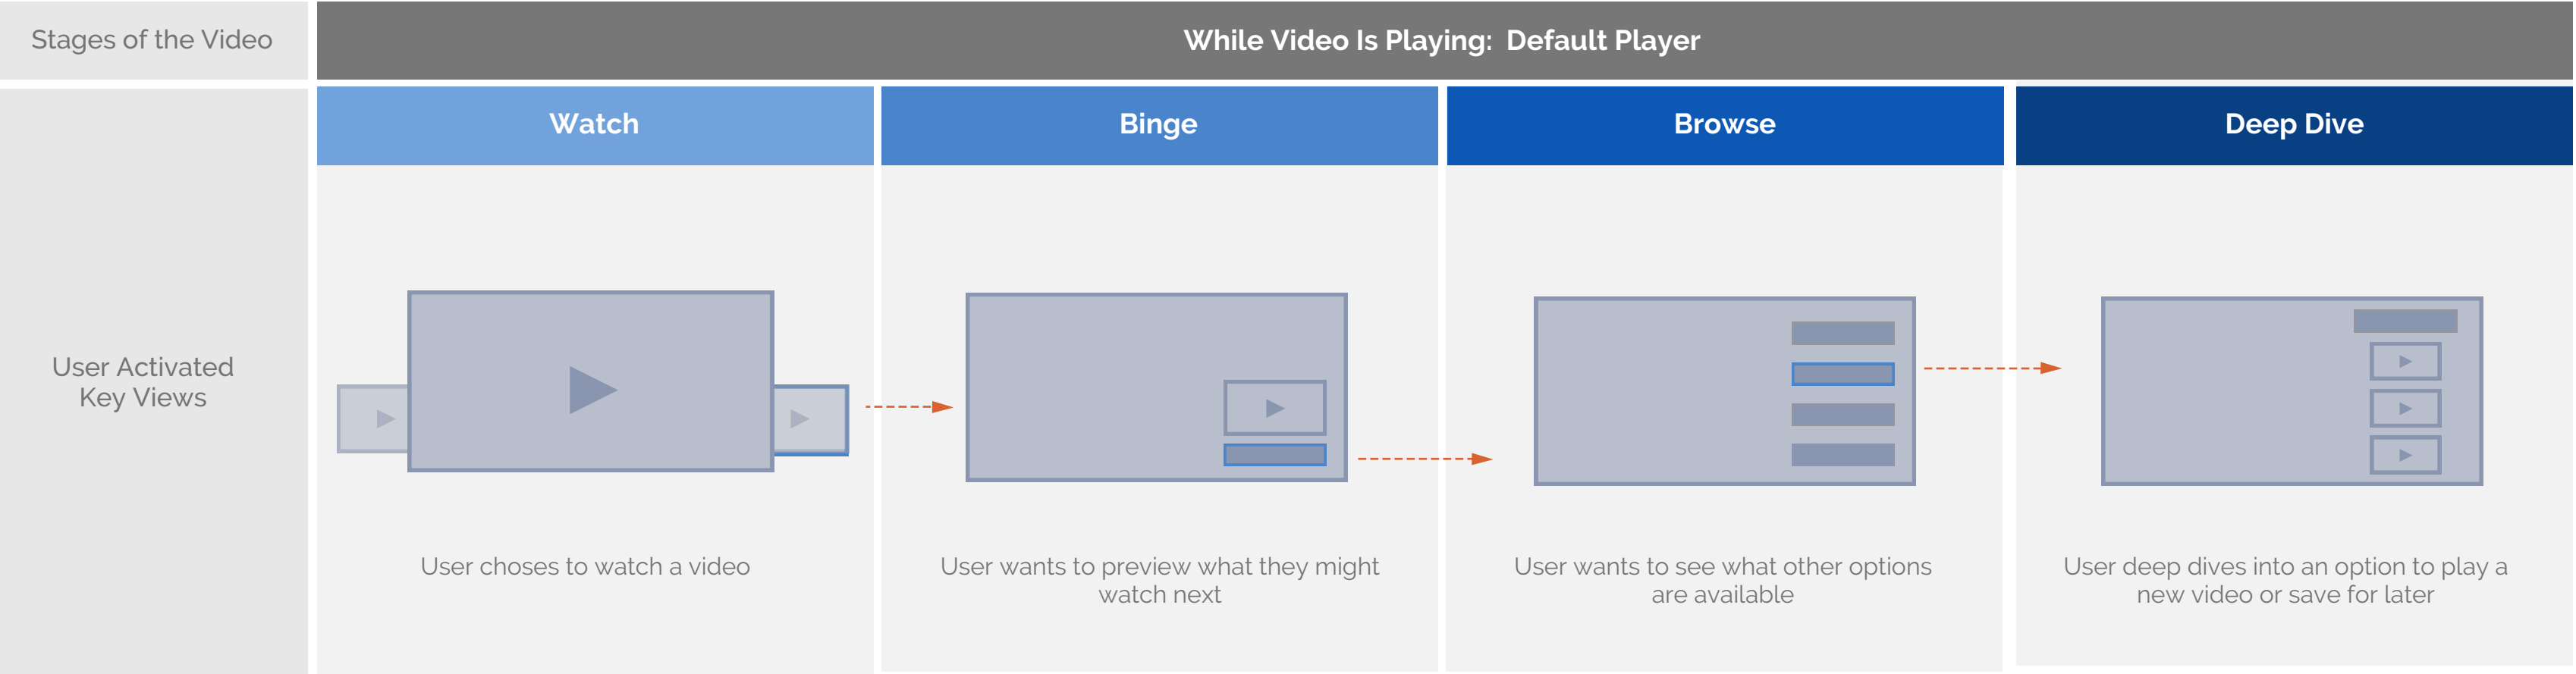 Stages of the Video
While Video Is Playing:  Default Player
Watch
Binge
Browse
Deep Dive
User Activated
Key Views
User choses to watch a video
User wants to preview what they might
watch next
User wants to see what other options
are available
User deep dives into an option to play a
new video or save for later